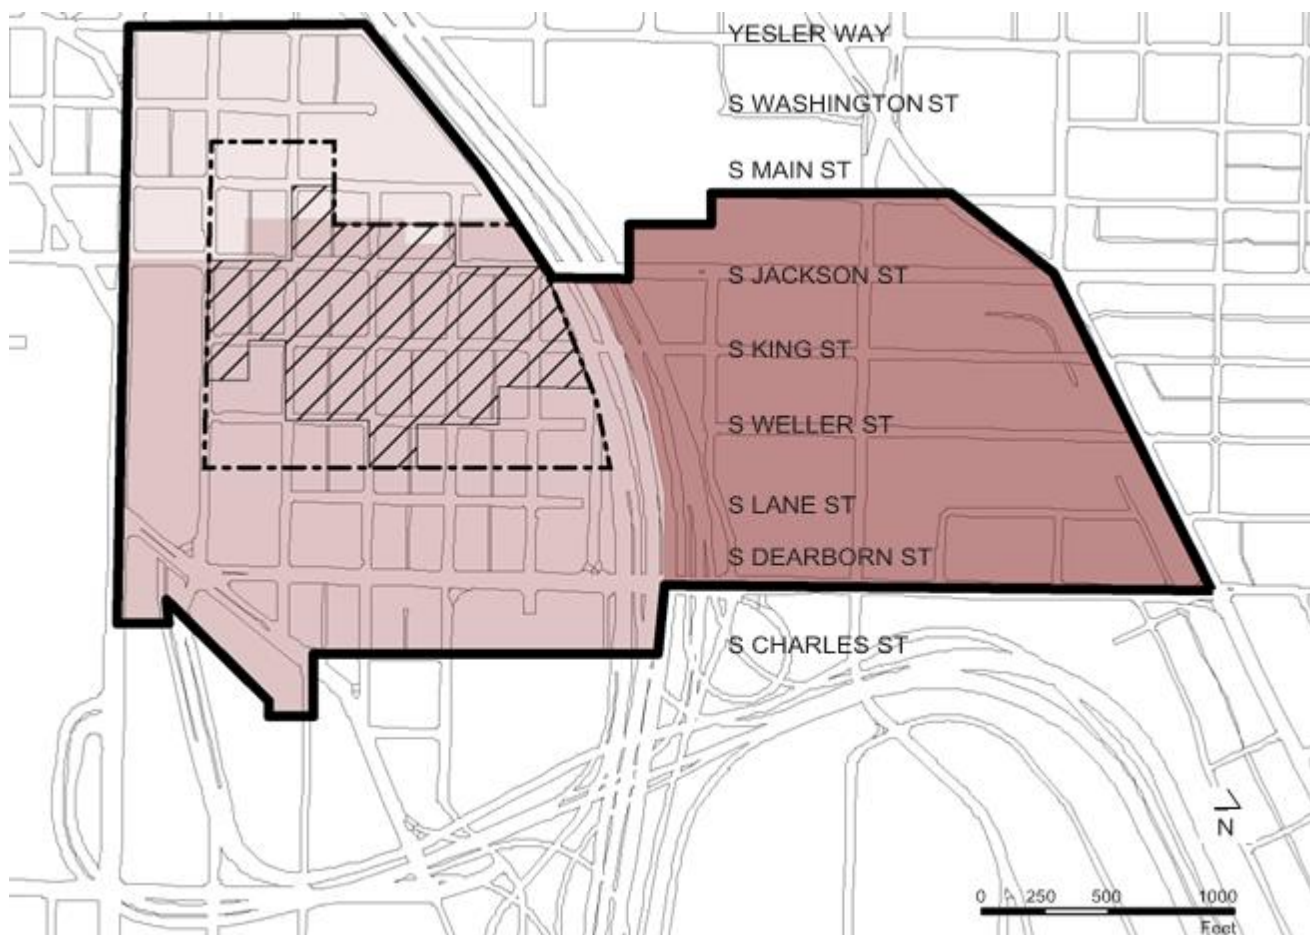 YESLER WAY
S WASHINGTON ST
S MAIN ST
S JACKSON ST
S KING ST
S WELLER ST
S LANE ST
S DEARBORN ST
S CHARLES ST
N
0 250 500 1000
Feet